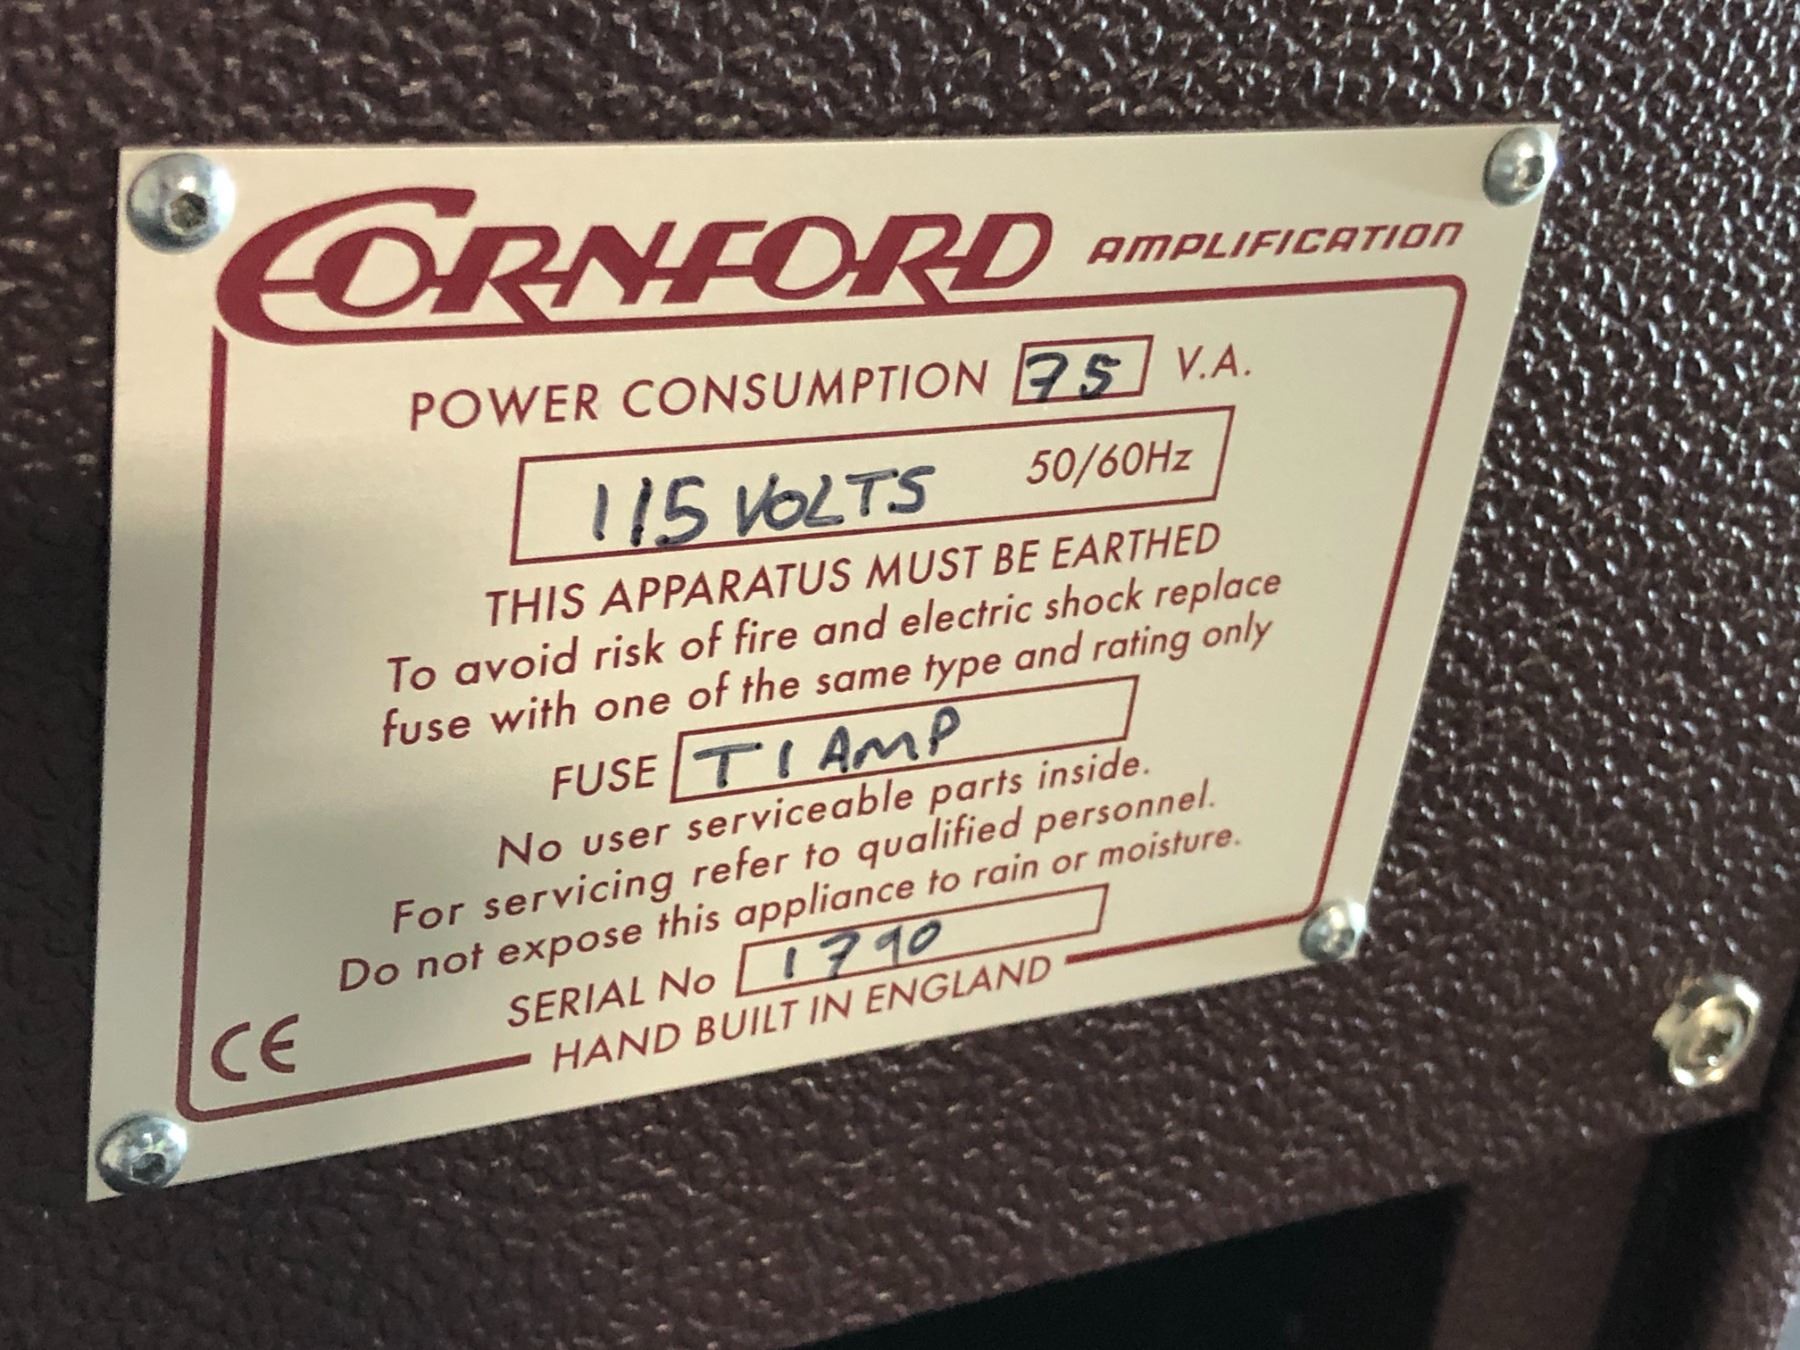 CORNFORD AMPLIFICATION
POWER CONSUMPTION 75 V.A.
115 VOLTS 50/60Hz
THIS APPARATUS MUST BE EARTHED
To avoid risk of fire and electric shock replace
fuse with one of the same type and rating only
FUSE T1 AMP
No user serviceable parts inside.
For servicing refer to qualified personnel.
Do not expose this appliance to rain or moisture.
SERIAL No 1790
CE HAND BUILT IN ENGLAND